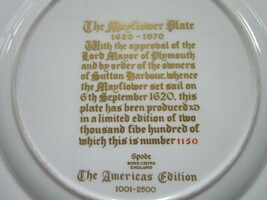 The Mayflower Plate
1620 - 1970
With the approval of the
Lord Mayor of Plymouth
and by order of the owners
of Sutton Harbour, whence
the Mayflower set sail on
6th September 1620, this
plate has been produced
in a limited edition of two
thousand five hundred of
which this is number 1150
Spode
BONE CHINA
ENGLAND
The Americas Edition
1001-2500